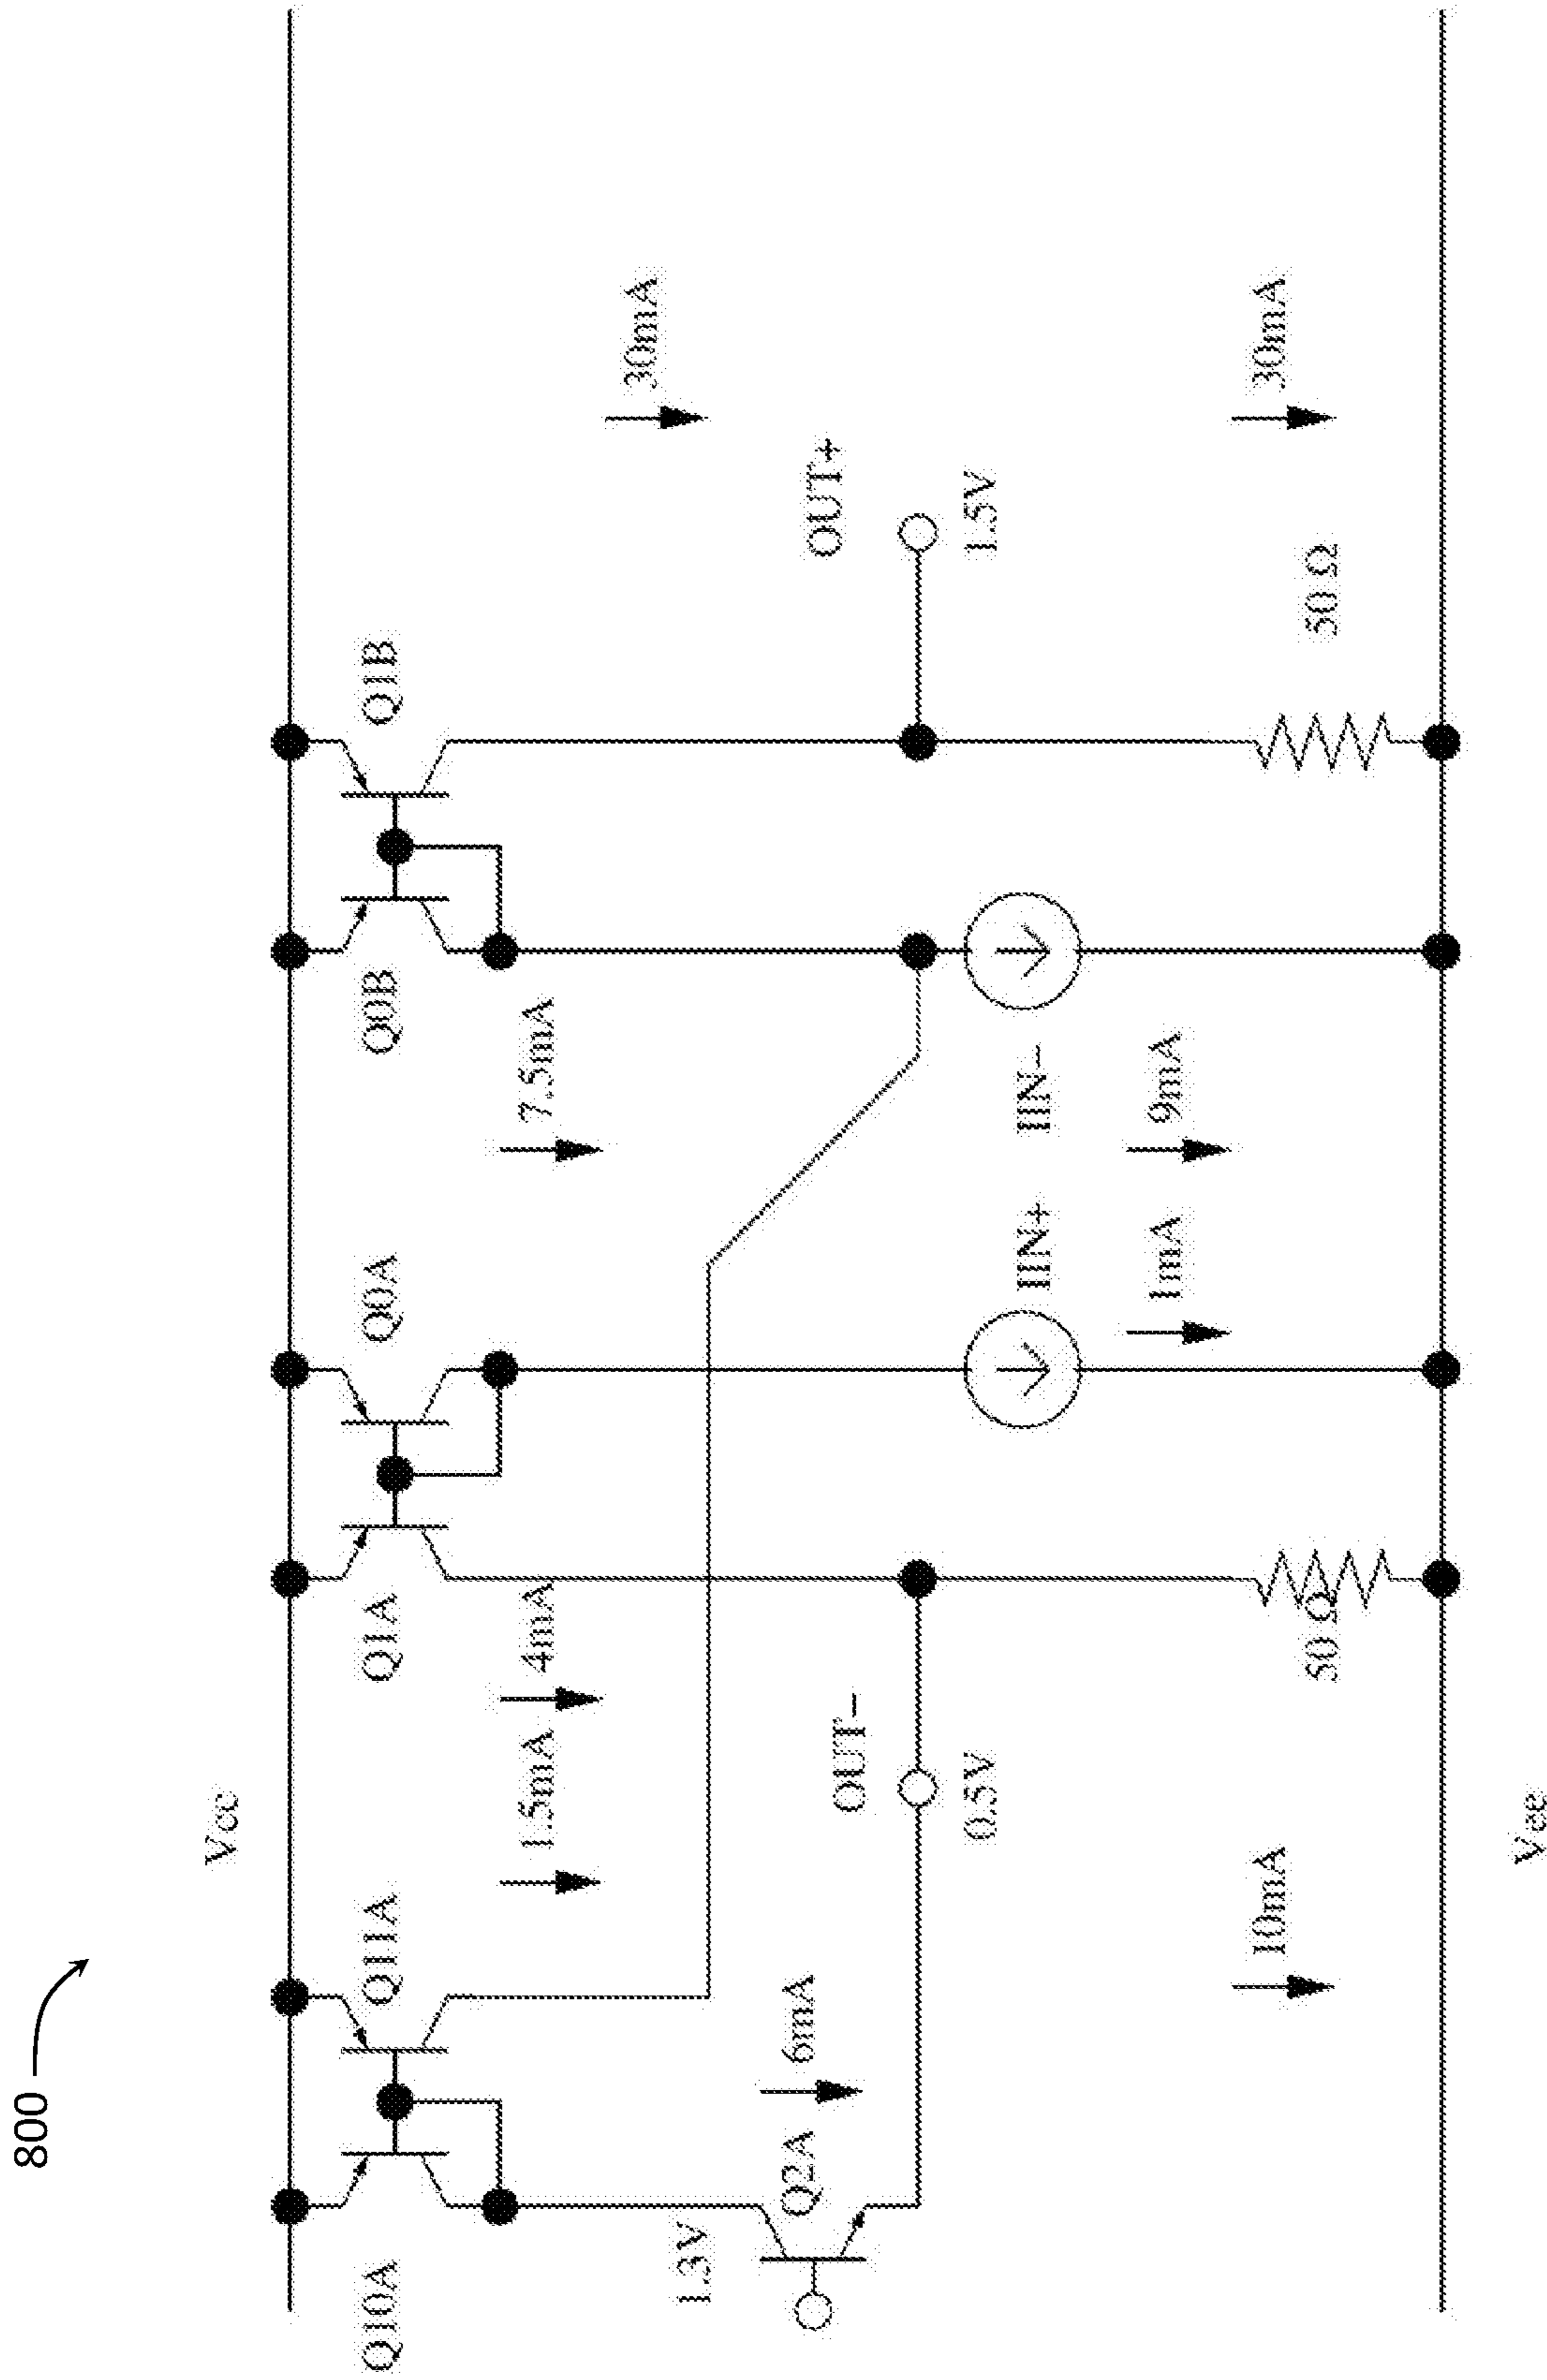 800
Vcc
Q10A
Q11A
Q1A
Q0A
Q0B
Q1B
1.5mA
4mA
7.5mA
30mA
1.3V
Q2A
6mA
OUT−
0.5V
OUT+
1.5V
IIN+
IIN−
1mA
9mA
10mA
50 Ω
50 Ω
30mA
Vee